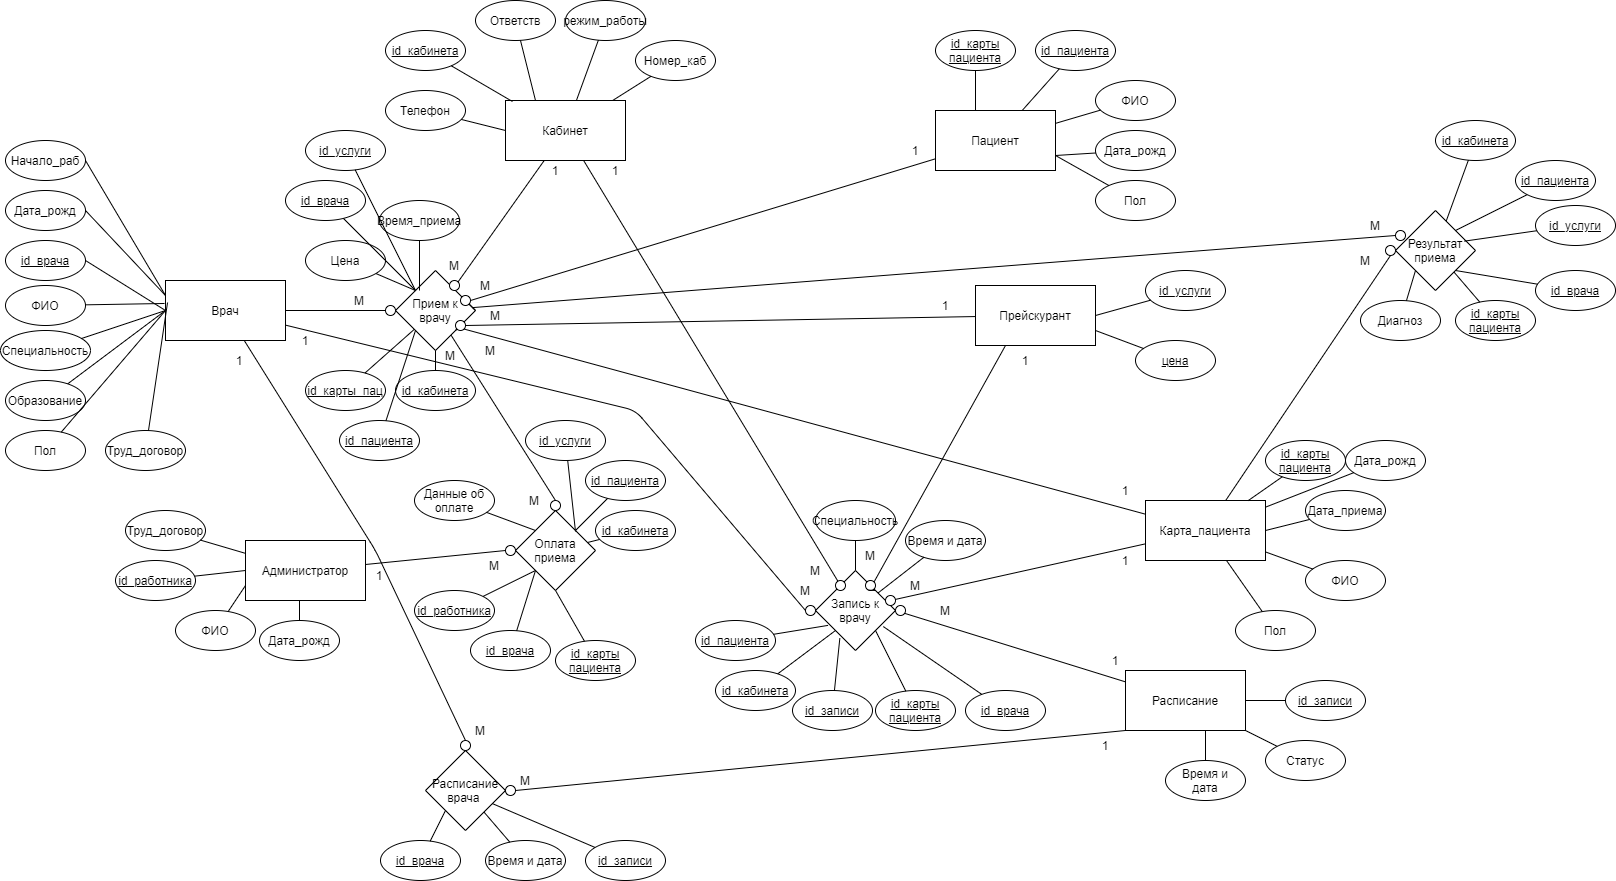 Ответств
режим_работы
id_кабинета
Номер_каб
Телефон
Кабинет
1
1
id_карты
пациента
id_пациента
ФИО
Пациент
Дата_рожд
Пол
1
id_кабинета
id_пациента
id_услуги
Результат
приема
id_врача
id_карты
пациента
Диагноз
M
M
Начало_раб
Дата_рожд
id_врача
ФИО
Специальность
Образование
Пол
Труд_договор
Врач
1
1
id_услуги
id_врача
Время_приема
Цена
Прием к
врачу
M
M
M
M
M
M
id_карты_пац
id_кабинета
id_пациента
Прейскурант
id_услуги
цена
1
1
id_услуги
id_пациента
Данные об
оплате
id_кабинета
Оплата
приема
M
M
id_работника
id_врача
id_карты
пациента
Труд_договор
Администратор
id_работника
ФИО
Дата_рожд
1
id_карты
пациента
Дата_рожд
Дата_приема
Карта_пациента
ФИО
Пол
1
1
Специальность
Время и дата
Запись к
врачу
M
M
M
M
M
id_пациента
id_кабинета
id_записи
id_карты
пациента
id_врача
Расписание
id_записи
Статус
Время и
дата
1
1
Расписание
врача
M
M
id_врача
Время и дата
id_записи